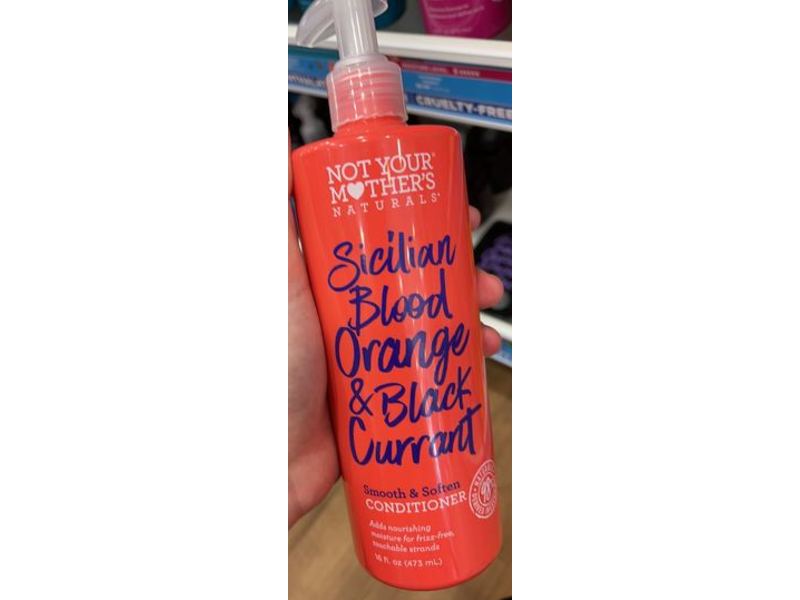 CRUELTY-FREE
NOT YOUR
MOTHER'S
NATURALS
Sicilian
Blood
Orange
& Black
Currant
Smooth & Soften
CONDITIONER
Adds nourishing
moisture for frizz-free,
touchable strands
16 fl. oz (473 mL)